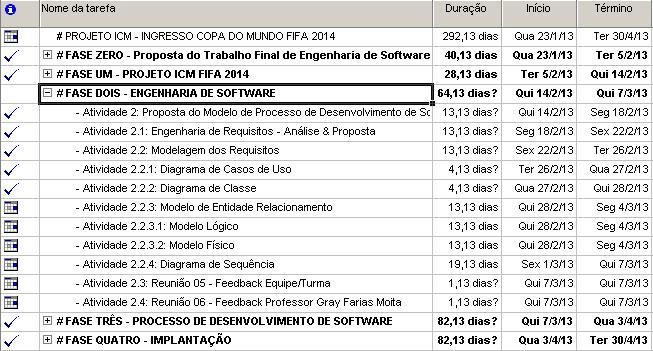 Nome da tarefa Duração Início Término
# PROJETO ICM - INGRESSO COPA DO MUNDO FIFA 2014 292,13 dias Qua 23/1/13 Ter 30/4/13
# FASE ZERO - Proposta do Trabalho Final de Engenharia de Software 40,13 dias Qua 23/1/13 Ter 5/2/13
# FASE UM - PROJETO ICM FIFA 2014 28,13 dias Ter 5/2/13 Qui 14/2/13
# FASE DOIS - ENGENHARIA DE SOFTWARE 64,13 dias? Qui 14/2/13 Qui 7/3/13
- Atividade 2: Proposta do Modelo de Processo de Desenvolvimento de So 13,13 dias? Qui 14/2/13 Seg 18/2/13
- Atividade 2.1: Engenharia de Requisitos - Análise & Proposta 13,13 dias? Seg 18/2/13 Sex 22/2/13
- Atividade 2.2: Modelagem dos Requisitos 13,13 dias? Sex 22/2/13 Ter 26/2/13
- Atividade 2.2.1: Diagrama de Casos de Uso 4,13 dias? Ter 26/2/13 Qua 27/2/13
- Atividade 2.2.2: Diagrama de Classe 4,13 dias? Qua 27/2/13 Qui 28/2/13
- Atividade 2.2.3: Modelo de Entidade Relacionamento 13,13 dias Qui 28/2/13 Seg 4/3/13
- Atividade 2.2.3.1: Modelo Lógico 13,13 dias Qui 28/2/13 Seg 4/3/13
- Atividade 2.2.3.2: Modelo Físico 13,13 dias Qui 28/2/13 Seg 4/3/13
- Atividade 2.2.4: Diagrama de Sequência 19,13 dias Sex 1/3/13 Qui 7/3/13
- Atividade 2.3: Reunião 05 - Feedback Equipe/Turma 1,13 dias? Qui 7/3/13 Qui 7/3/13
- Atividade 2.4: Reunião 06 - Feedback Professor Gray Farias Moita 1,13 dias? Qui 7/3/13 Qui 7/3/13
# FASE TRÊS - PROCESSO DE DESENVOLVIMENTO DE SOFTWARE 82,13 dias? Qui 7/3/13 Qua 3/4/13
# FASE QUATRO - IMPLANTAÇÃO 82,13 dias? Qua 3/4/13 Ter 30/4/13